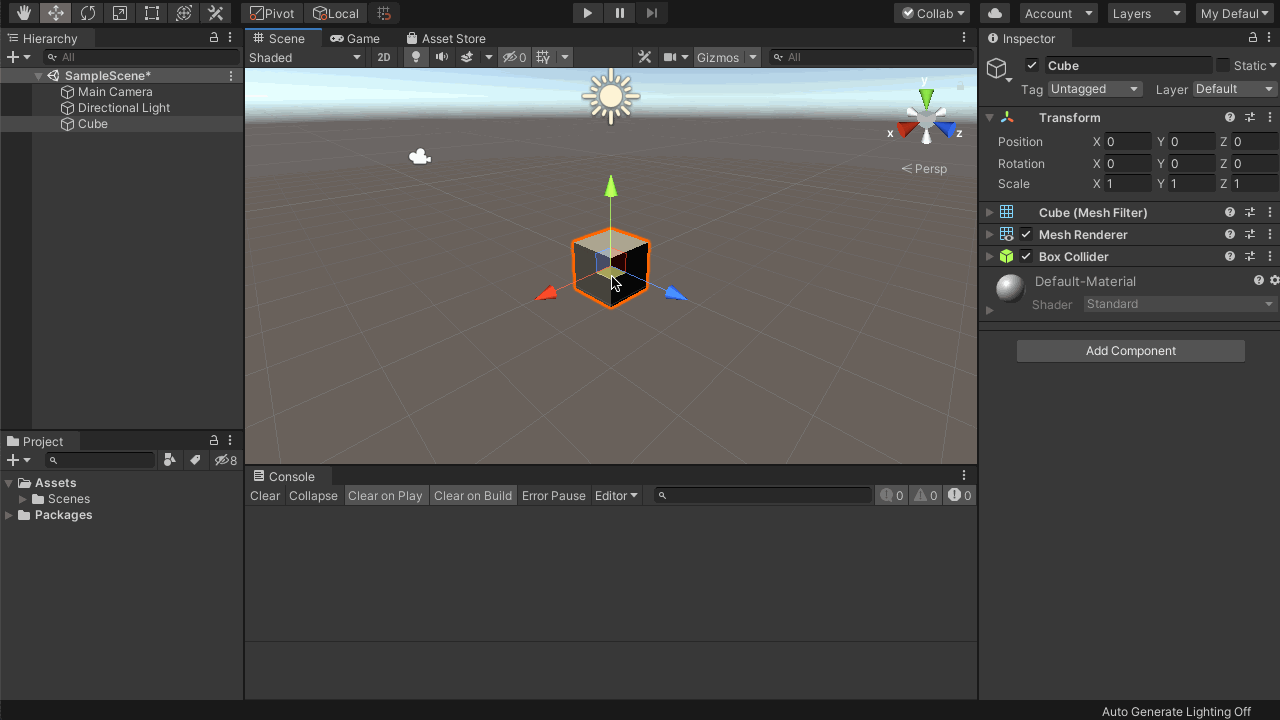 Pivot Local Collab Account Layers My Defaul
Hierarchy
All
SampleScene*
Main Camera
Directional Light
Cube
Project
8
Assets
Scenes
Packages
Scene Game Asset Store
Shaded 2D 0 Gizmos All
y
x z
Persp
Console
Clear Collapse Clear on Play Clear on Build Error Pause Editor 0 0 0
Inspector
Cube Static
Tag Untagged Layer Default
Transform
Position X 0 Y 0 Z 0
Rotation X 0 Y 0 Z 0
Scale X 1 Y 1 Z 1
Cube (Mesh Filter)
Mesh Renderer
Box Collider
Default-Material
Shader Standard
Add Component
Auto Generate Lighting Off